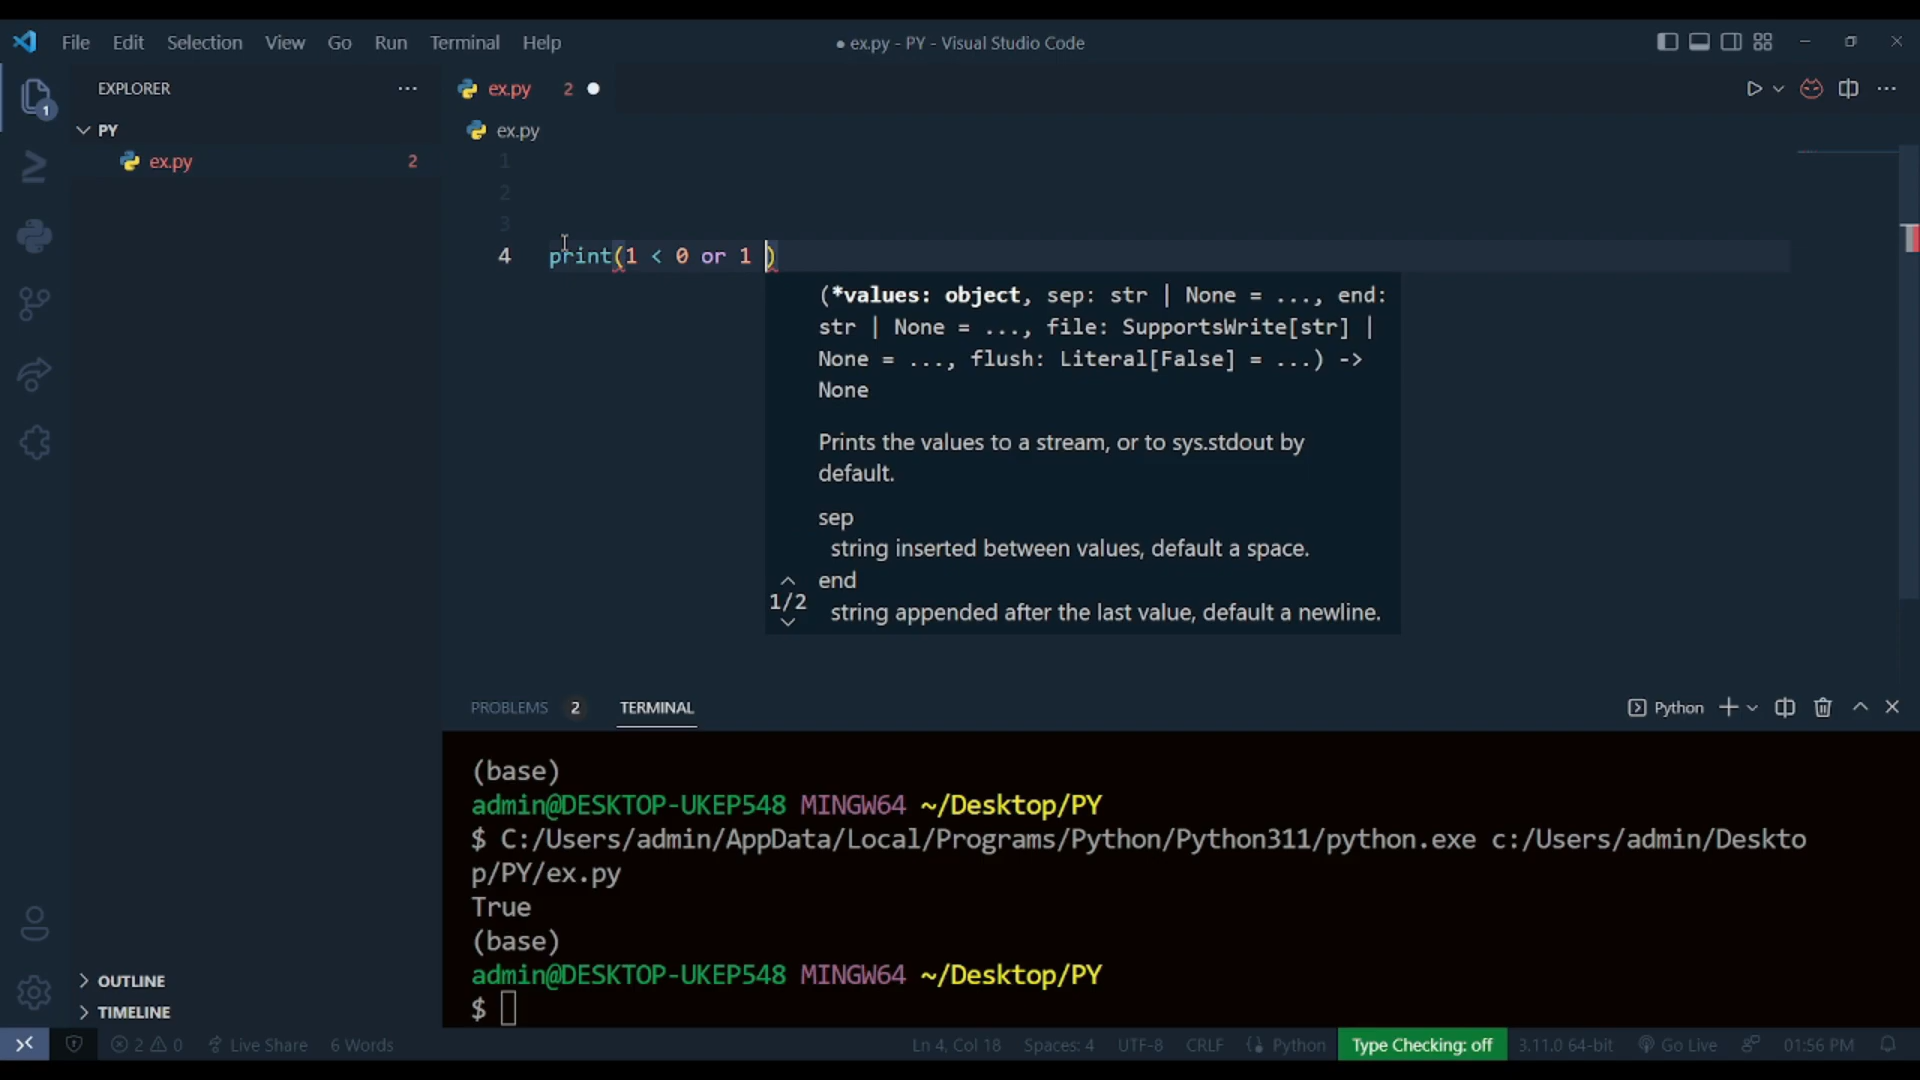 File Edit Selection View Go Run Terminal Help ● ex.py - PY - Visual Studio Code
EXPLORER ···
1
PY
ex.py 2
ex.py 2
ex.py
1
2
3
4 print(1 < 0 or 1 )
(*values: object, sep: str | None = ..., end:
str | None = ..., file: SupportsWrite[str] |
None = ..., flush: Literal[False] = ...) ->
None
Prints the values to a stream, or to sys.stdout by
default.
sep
string inserted between values, default a space.
end
1/2
string appended after the last value, default a newline.
PROBLEMS 2 TERMINAL Python
(base)
admin@DESKTOP-UKEP548 MINGW64 ~/Desktop/PY
$ C:/Users/admin/AppData/Local/Programs/Python/Python311/python.exe c:/Users/admin/Deskto
p/PY/ex.py
True
(base)
admin@DESKTOP-UKEP548 MINGW64 ~/Desktop/PY
$
OUTLINE
TIMELINE
2 0 Live Share 6 Words Ln 4, Col 18 Spaces: 4 UTF-8 CRLF Python Type Checking: off 3.11.0 64-bit Go Live 01:56 PM